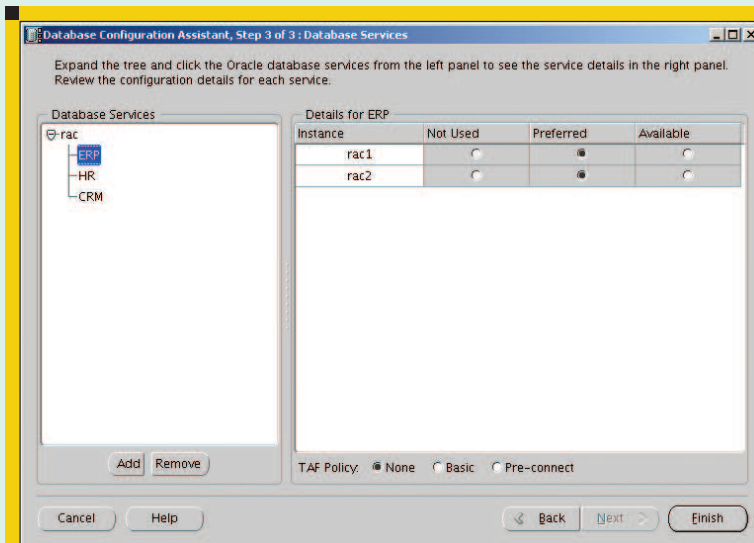 Database Configuration Assistant, Step 3 of 3 : Database Services
Expand the tree and click the Oracle database services from the left panel to see the service details in the right panel.
Review the configuration details for each service.
Database Services
rac
ERP
HR
CRM
Add Remove
Details for ERP
Instance Not Used Preferred Available
rac1
rac2
TAF Policy: None Basic Pre-connect
Cancel Help Back Next Finish